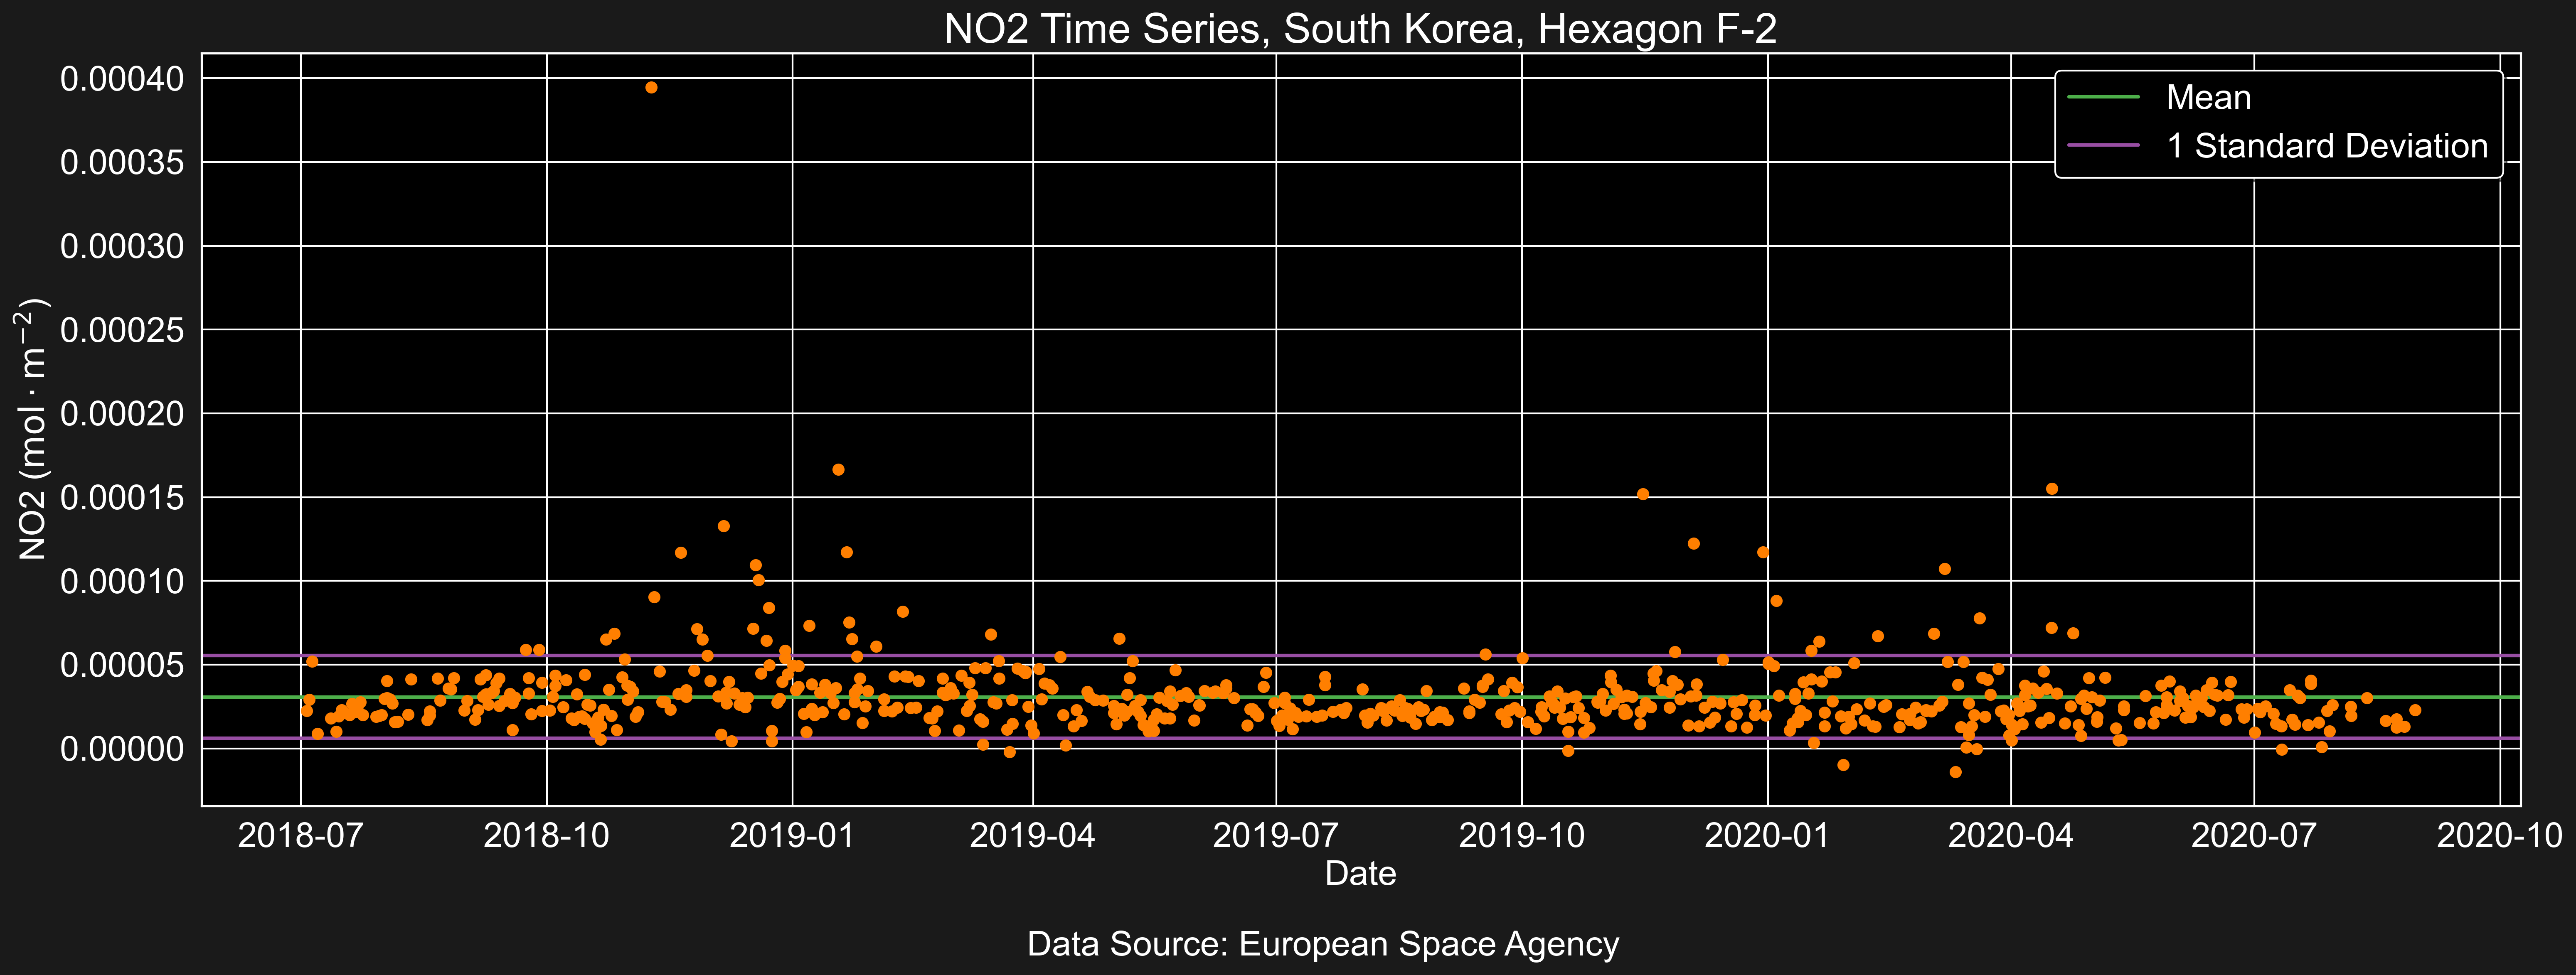 NO2 Time Series, South Korea, Hexagon F-2
0.00040
0.00035
0.00030
0.00025
0.00020
0.00015
0.00010
0.00005
0.00000
NO2 (mol · m⁻²)
Mean
1 Standard Deviation
2018-07 2018-10 2019-01 2019-04 2019-07 2019-10 2020-01 2020-04 2020-07 2020-10
Date
Data Source: European Space Agency